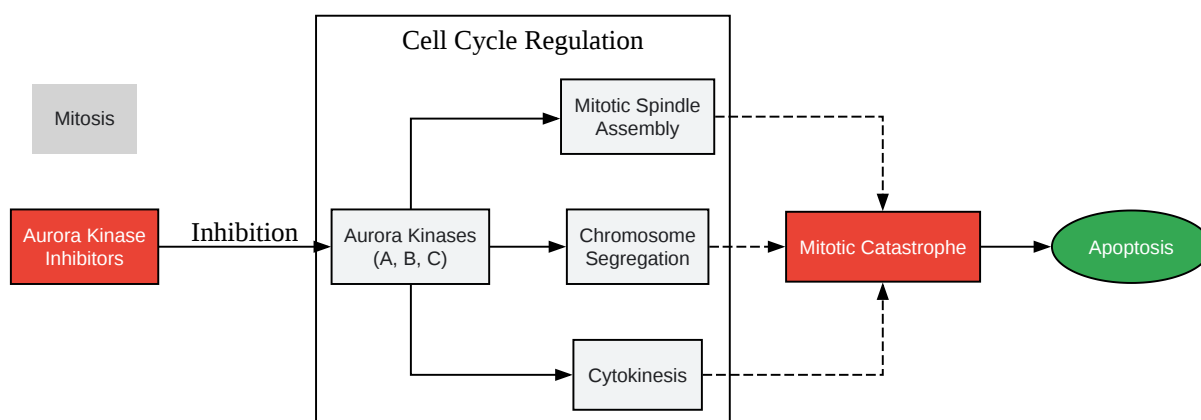 Cell Cycle Regulation
Mitosis
Mitotic Spindle
Assembly
Aurora Kinase
Inhibitors
Inhibition
Aurora Kinases
(A, B, C)
Chromosome
Segregation
Mitotic Catastrophe
Apoptosis
Cytokinesis